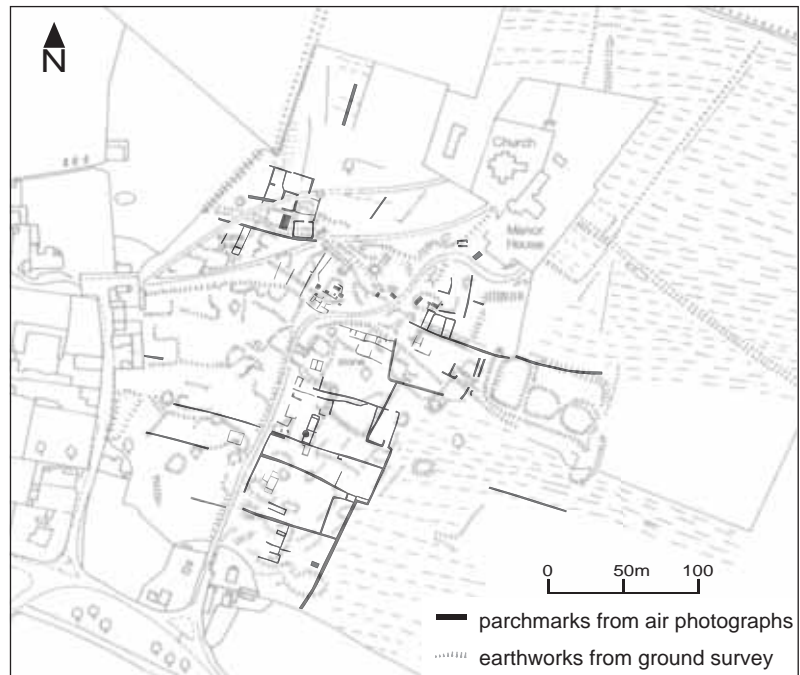 N
Church
Manor
House
0 50m 100
parchmarks from air photographs
earthworks from ground survey